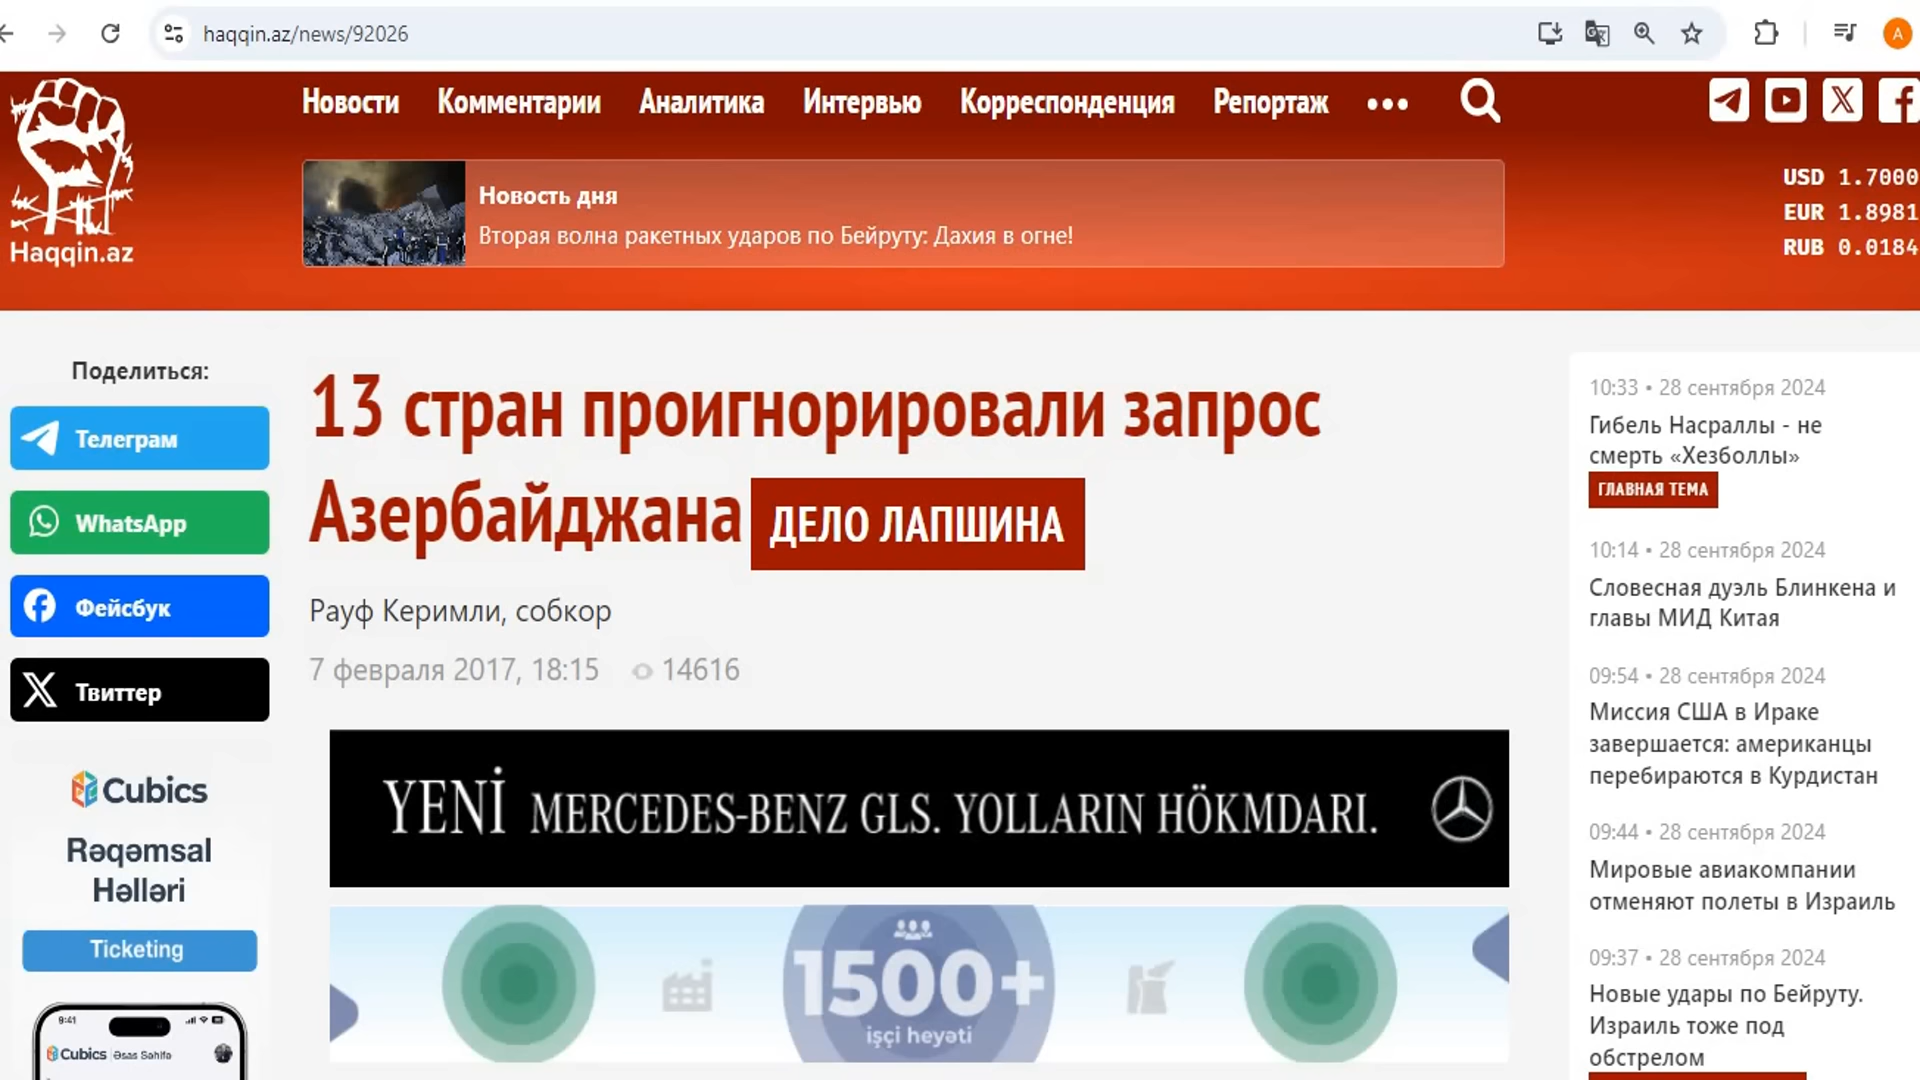 haqqin.az/news/92026
A
Haqqin.az
Новости Комментарии Аналитика Интервью Корреспонденция Репортаж •••
Новость дня
Вторая волна ракетных ударов по Бейруту: Дахия в огне!
USD 1.7000
EUR 1.8981
RUB 0.0184
Поделиться:
Телеграм
WhatsApp
Фейсбук
Твиттер
Cubics
Rəqəmsal
Həlləri
Ticketing
9:41
Cubics Əsas Səhifə
13 стран проигнорировали запрос
Азербайджана ДЕЛО ЛАПШИНА
Рауф Керимли, собкор
7 февраля 2017, 18:15 14616
YENİ MERCEDES-BENZ GLS. YOLLARIN HÖKMDARI.
1500+
işçi heyəti
10:33 • 28 сентября 2024
Гибель Насраллы - не
смерть «Хезболлы»
ГЛАВНАЯ ТЕМА
10:14 • 28 сентября 2024
Словесная дуэль Блинкена и
главы МИД Китая
09:54 • 28 сентября 2024
Миссия США в Ираке
завершается: американцы
перебираются в Курдистан
09:44 • 28 сентября 2024
Мировые авиакомпании
отменяют полеты в Израиль
09:37 • 28 сентября 2024
Новые удары по Бейруту.
Израиль тоже под
обстрелом